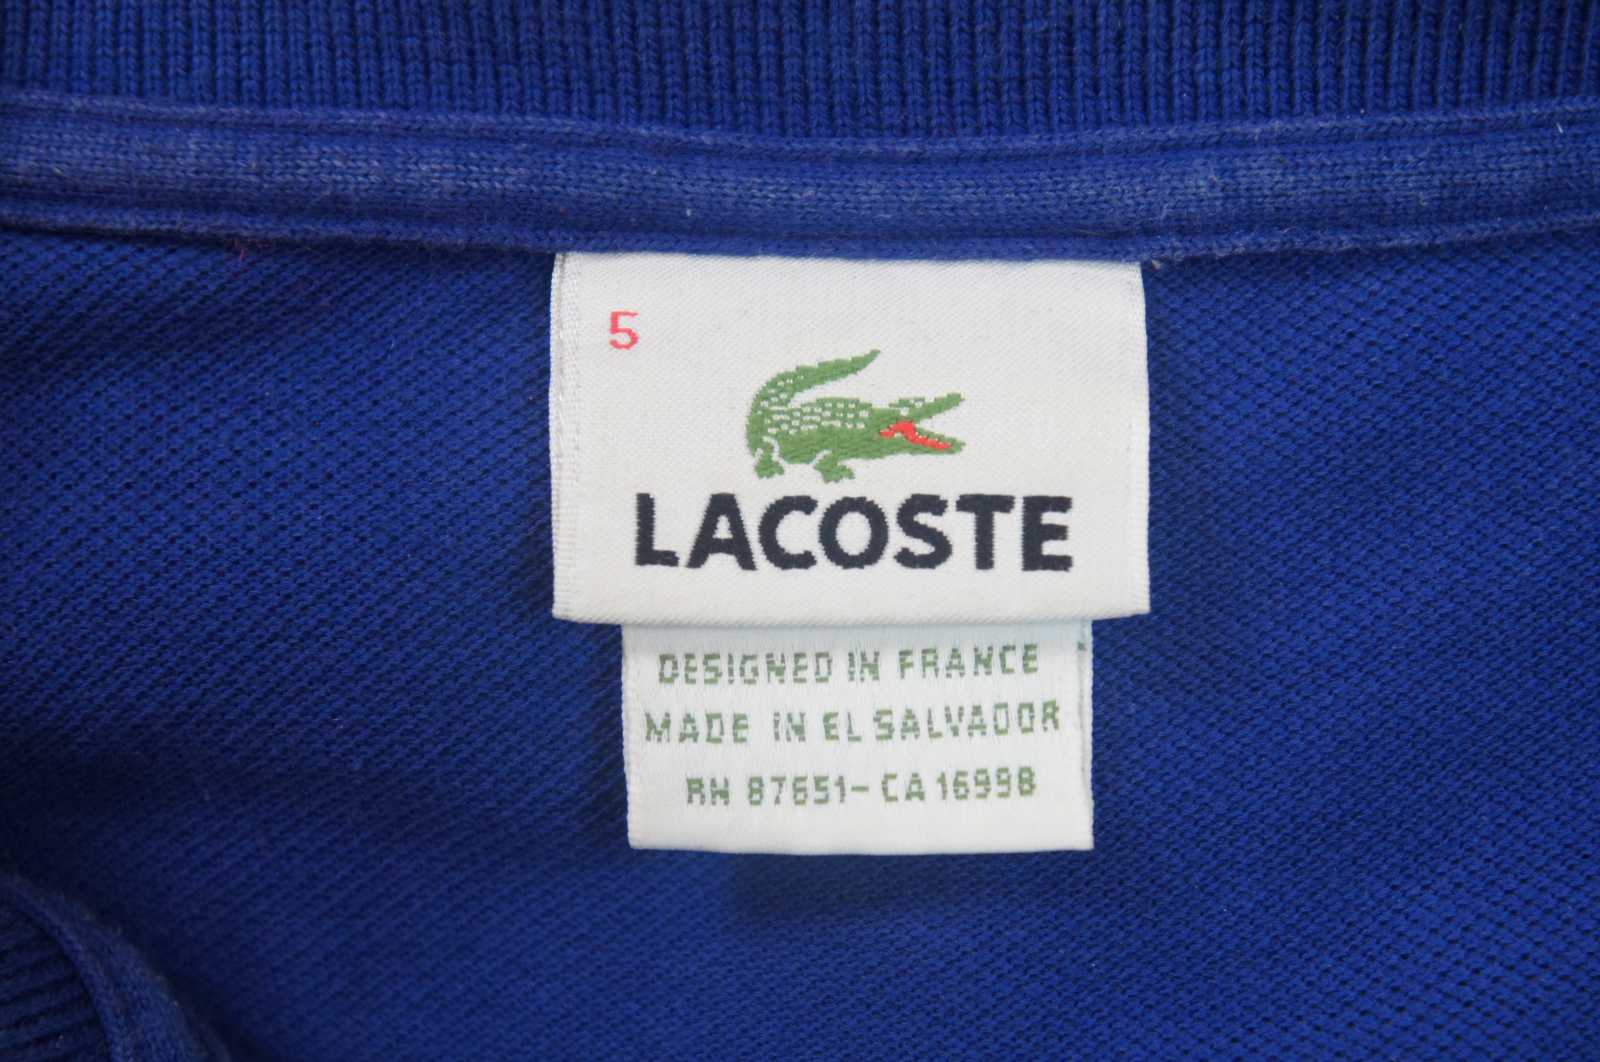 5
LACOSTE
DESIGNED IN FRANCE
MADE IN EL SALVADOR
RN 87651-CA 16998